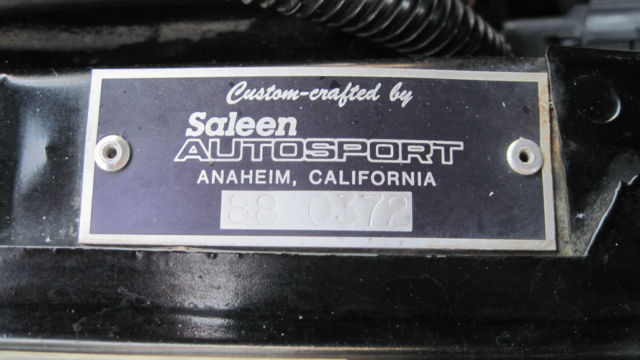 Custom-crafted by
Saleen
AUTOSPORT
ANAHEIM, CALIFORNIA
88 0372